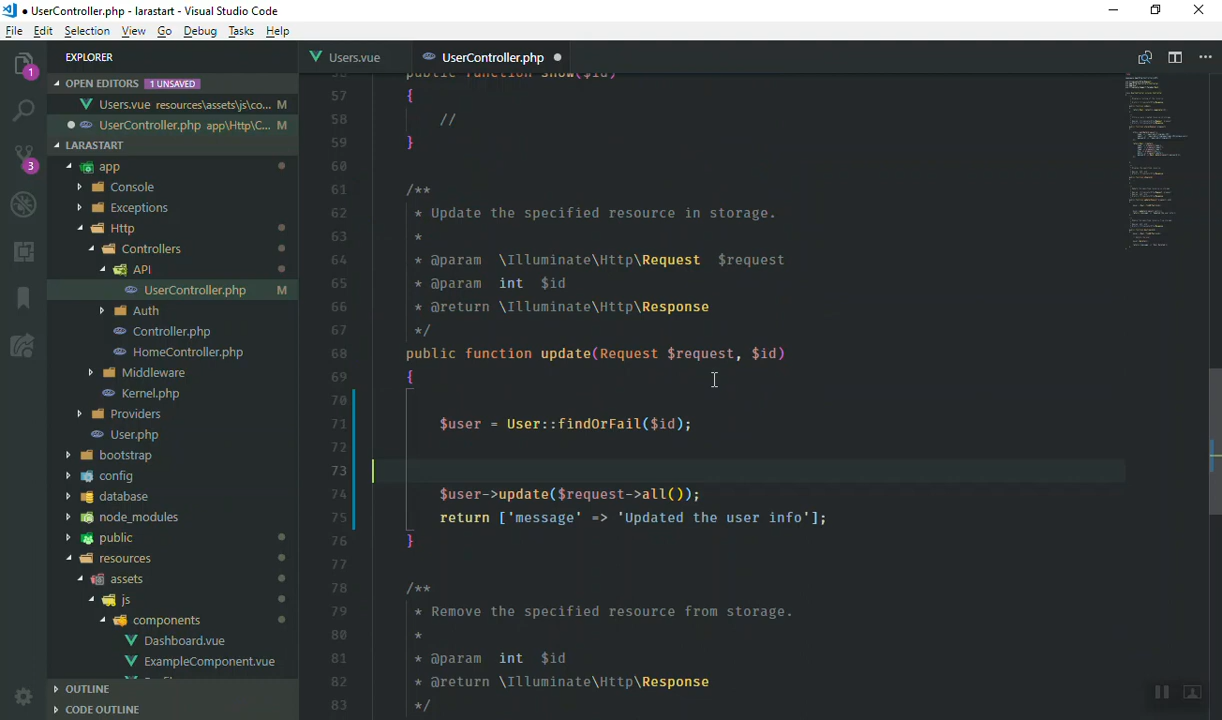 ● UserController.php - larastart - Visual Studio Code
File Edit Selection View Go Debug Tasks Help
EXPLORER
Users.vue
UserController.php ●
OPEN EDITORS 1 UNSAVED
Users.vue resources\assets\js\co... M
● UserController.php app\Http\C... M
LARASTART
app
Console
Exceptions
Http
Controllers
API
UserController.php M
Auth
Controller.php
HomeController.php
Middleware
Kernel.php
Providers
User.php
bootstrap
config
database
node_modules
public
resources
assets
js
components
Dashboard.vue
ExampleComponent.vue
OUTLINE
CODE OUTLINE
1
3
public function show($id)
57 {
58 //
59 }
60
61 /**
62 * Update the specified resource in storage.
63 *
64 * @param \Illuminate\Http\Request $request
65 * @param int $id
66 * @return \Illuminate\Http\Response
67 */
68 public function update(Request $request, $id)
69 {
70
71 $user = User::findOrFail($id);
72
73
74 $user->update($request->all());
75 return ['message' => 'Updated the user info'];
76 }
77
78 /**
79 * Remove the specified resource from storage.
80 *
81 * @param int $id
82 * @return \Illuminate\Http\Response
83 */